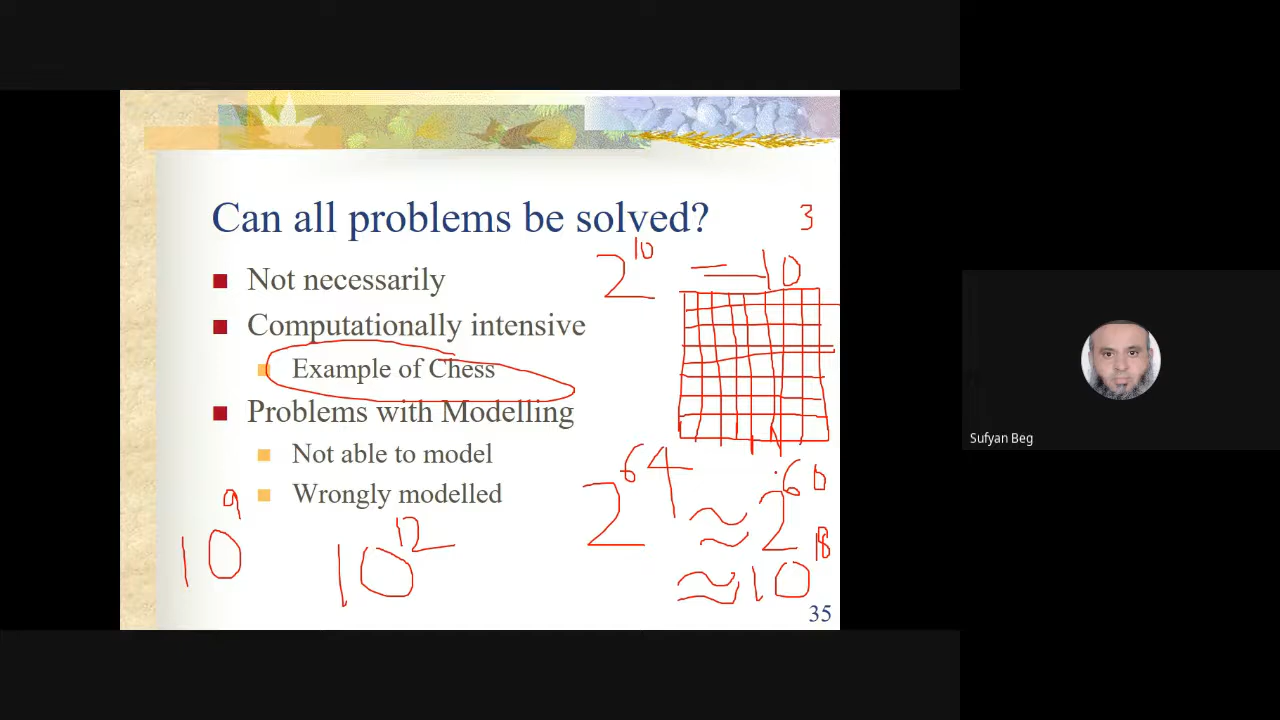 Can all problems be solved?
3
2^10 = 10
Not necessarily
Computationally intensive
Example of Chess
Problems with Modelling
Not able to model
Wrongly modelled
2^64 ≈ 2^60
≈ 10^18
10^9 10^12
35
Sufyan Beg